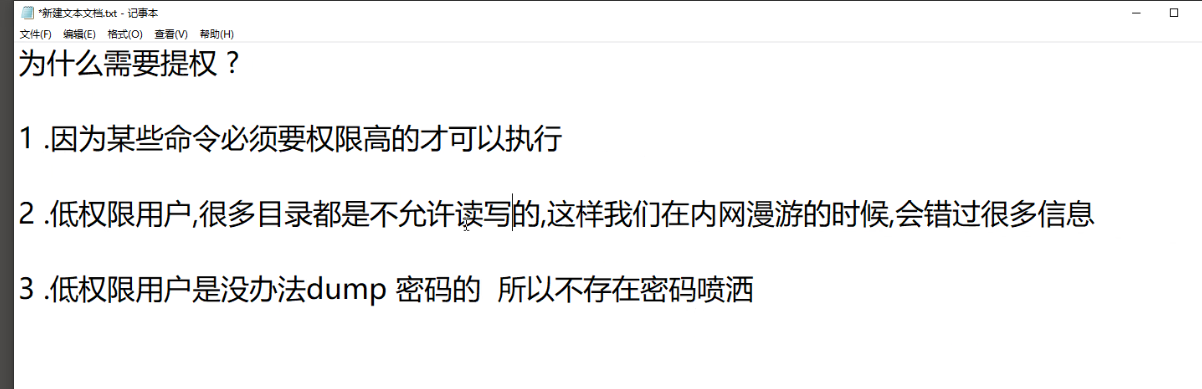 *新建文本文档.txt - 记事本
文件(F) 编辑(E) 格式(O) 查看(V) 帮助(H)
为什么需要提权？
1 .因为某些命令必须要权限高的才可以执行
2 .低权限用户,很多目录都是不允许读写的,这样我们在内网漫游的时候,会错过很多信息
3 .低权限用户是没办法dump 密码的  所以不存在密码喷洒